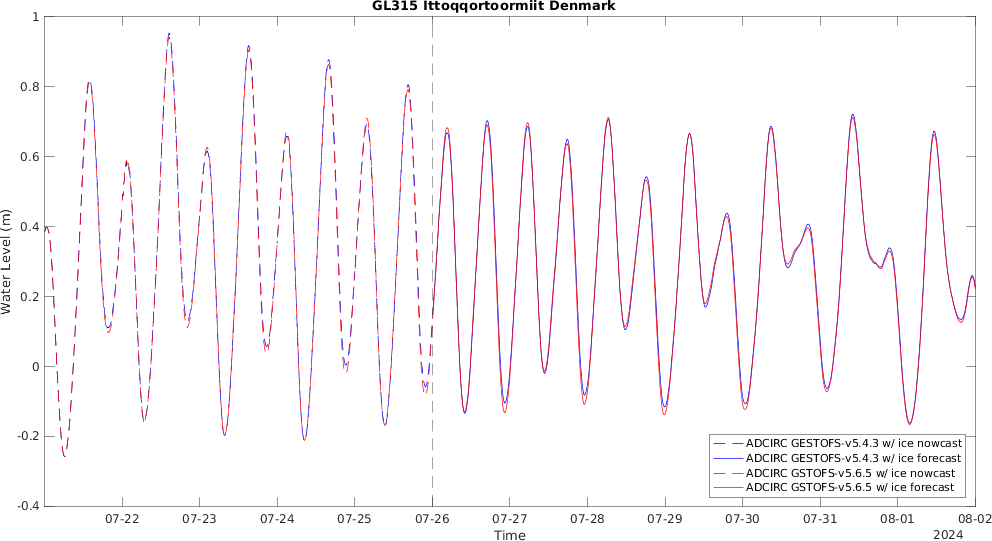 GL315 Ittoqqortoormiit Denmark
1
0.8
0.6
0.4
0.2
0
-0.2
-0.4
Water Level (m)
ADCIRC GESTOFS-v5.4.3 w/ ice nowcast
ADCIRC GESTOFS-v5.4.3 w/ ice forecast
ADCIRC GSTOFS-v5.6.5 w/ ice nowcast
ADCIRC GSTOFS-v5.6.5 w/ ice forecast
07-22 07-23 07-24 07-25 07-26 07-27 07-28 07-29 07-30 07-31 08-01 08-02
Time
2024